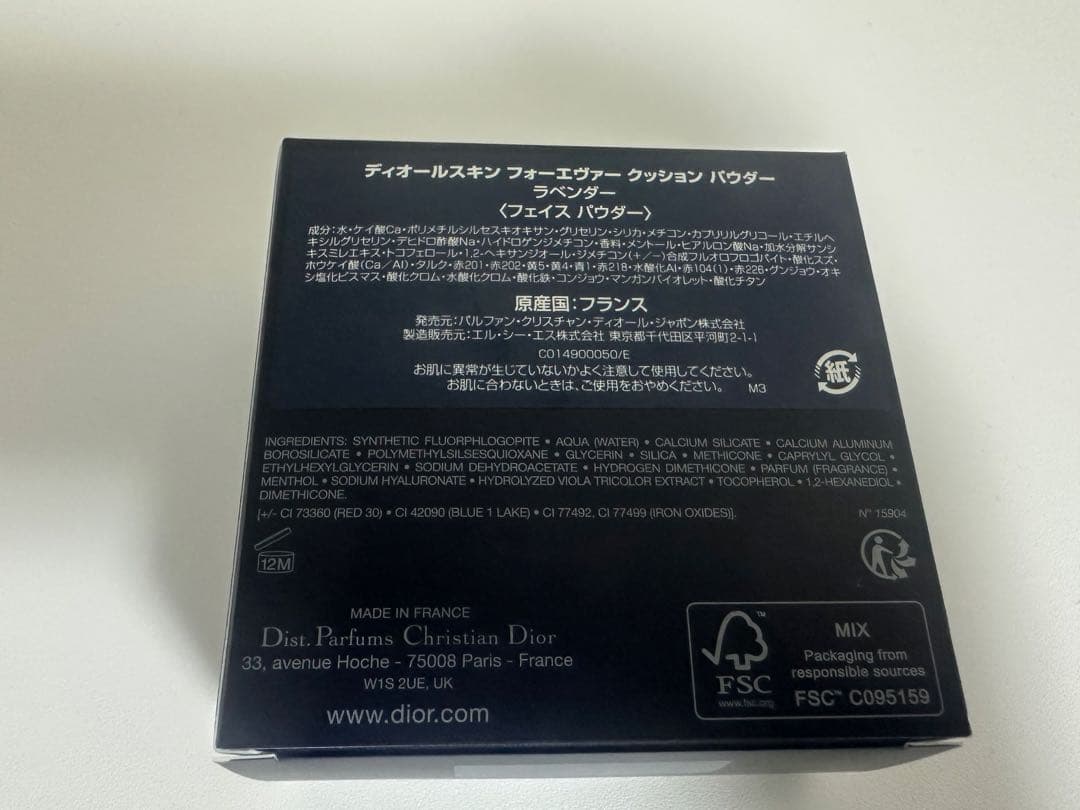 ディオールスキン フォーエヴァー クッション パウダー
ラベンダー
〈フェイス パウダー〉
成分:水・ケイ酸Ca・ポリメチルシルセスキオキサン・グリセリン・シリカ・メチコン・カプリリルグリコール・エチルヘ
キシルグリセリン・デヒドロ酢酸Na・ハイドロゲンジメチコン・香料・メントール・ヒアルロン酸Na・加水分解サンシ
キスミレエキス・トコフェロール・1,2-ヘキサンジオール・ジメチコン(+/-)合成フルオロフロゴパイト・酸化スズ・
ホウケイ酸(Ca/Al)・タルク・赤201・赤202・黄5・黄4・青1・赤218・水酸化Al・赤104(1)・赤226・グンジョウ・オキ
シ塩化ビスマス・酸化クロム・水酸化クロム・酸化鉄・コンジョウ・マンガンバイオレット・酸化チタン
原産国:フランス
発売元:パルファン・クリスチャン・ディオール・ジャポン株式会社
製造販売元:エル・シー・エス株式会社 東京都千代田区平河町2-1-1
C014900050/E
お肌に異常が生じていないかよく注意して使用してください。
お肌に合わないときは、ご使用をおやめください。 M3
紙
INGREDIENTS: SYNTHETIC FLUORPHLOGOPITE • AQUA (WATER) • CALCIUM SILICATE • CALCIUM ALUMINUM
BOROSILICATE • POLYMETHYLSILSESQUIOXANE • GLYCERIN • SILICA • METHICONE • CAPRYLYL GLYCOL •
ETHYLHEXYLGLYCERIN • SODIUM DEHYDROACETATE • HYDROGEN DIMETHICONE • PARFUM (FRAGRANCE) •
MENTHOL • SODIUM HYALURONATE • HYDROLYZED VIOLA TRICOLOR EXTRACT • TOCOPHEROL • 1,2-HEXANEDIOL •
DIMETHICONE.
[+/- CI 73360 (RED 30) • CI 42090 (BLUE 1 LAKE) • CI 77492, CI 77499 (IRON OXIDES)]. N° 15904
12M
MADE IN FRANCE
Dist. Parfums Christian Dior
33, avenue Hoche - 75008 Paris - France
W1S 2UE, UK
www.dior.com
FSC
www.fsc.org
MIX
Packaging from
responsible sources
FSC™ C095159